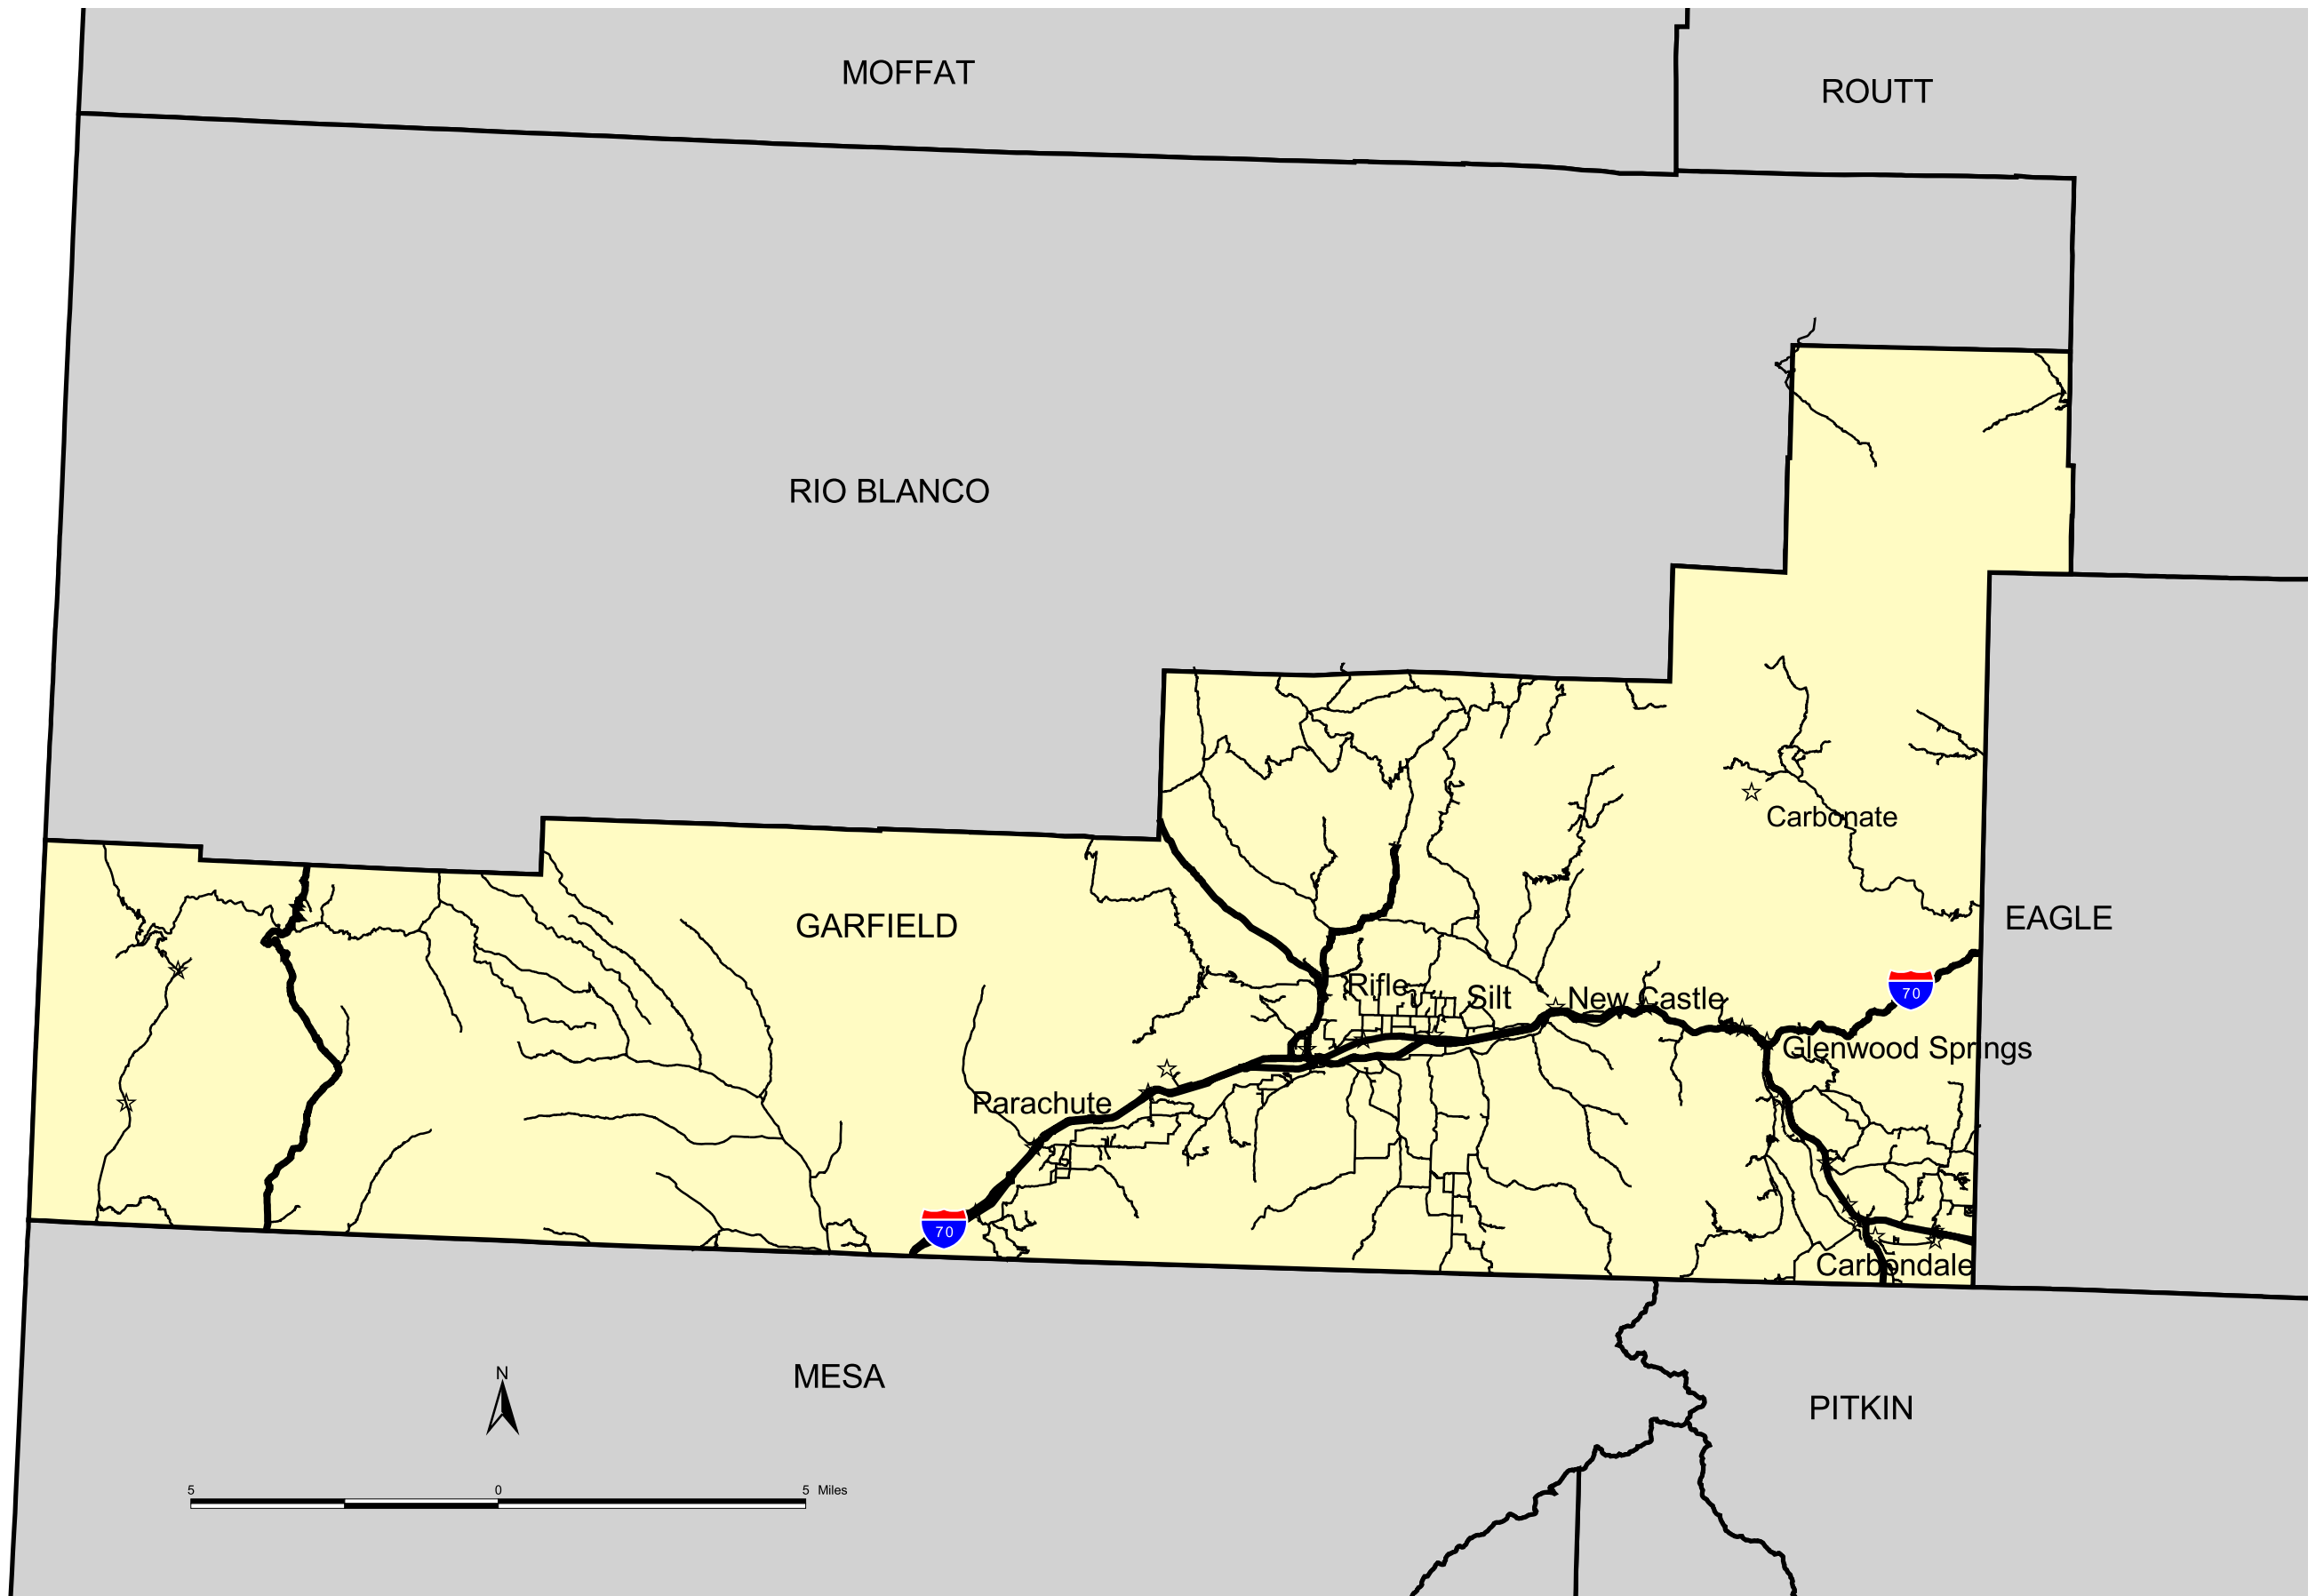 MOFFAT
ROUTT
RIO BLANCO
Carbonate
GARFIELD
EAGLE
Rifle
Silt
New Castle
70
Glenwood Springs
Parachute
70
Carbondale
MESA
N
PITKIN
5 0 5 Miles